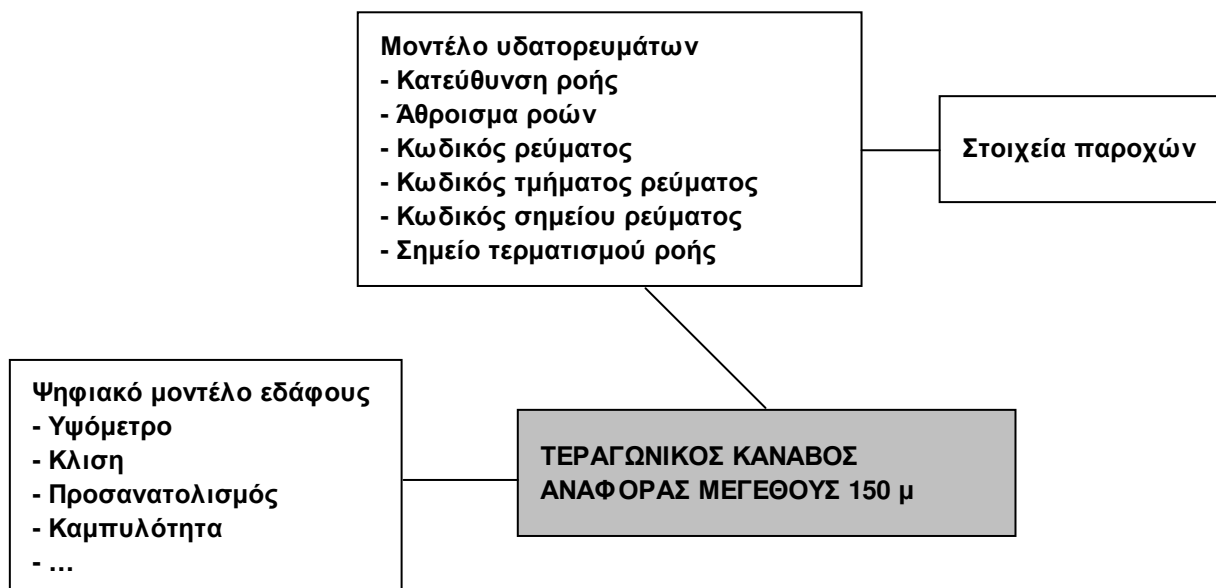 Μοντέλο υδατορευμάτων
- Κατεύθυνση ροής
- Άθροισμα ροών
- Κωδικός ρεύματος
- Κωδικός τμήματος ρεύματος
- Κωδικός σημείου ρεύματος
- Σημείο τερματισμού ροής
Στοιχεία παροχών
Ψηφιακό μοντέλο εδάφους
- Υψόμετρο
- Κλιση
- Προσανατολισμός
- Καμπυλότητα
- ...
ΤΕΡΑΓΩΝΙΚΟΣ ΚΑΝΑΒΟΣ
ΑΝΑΦΟΡΑΣ ΜΕΓΕΘΟΥΣ 150 μ